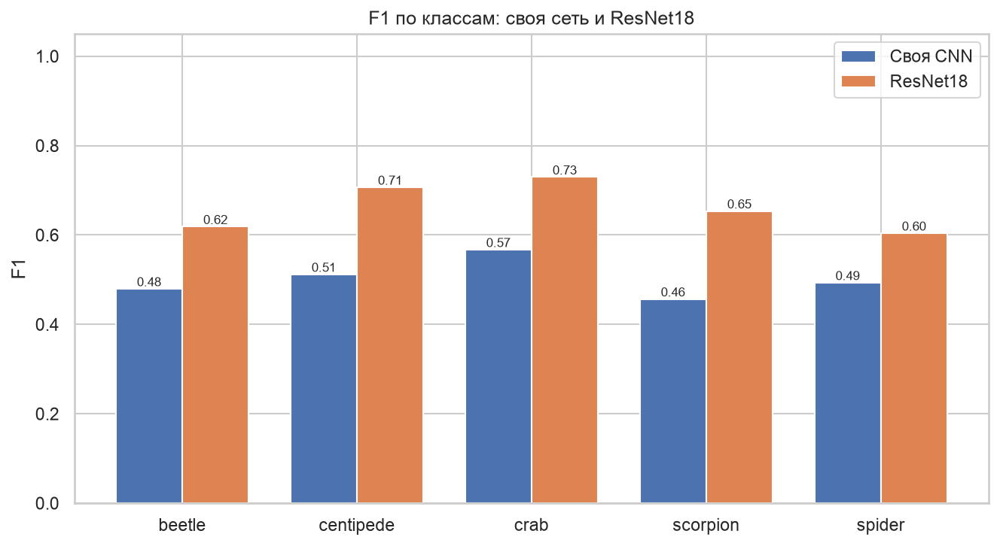 F1 по классам: своя сеть и ResNet18
Своя CNN
ResNet18
F1
1.0
0.8
0.6
0.4
0.2
0.0
0.48
0.62
0.51
0.71
0.57
0.73
0.46
0.65
0.49
0.60
beetle
centipede
crab
scorpion
spider